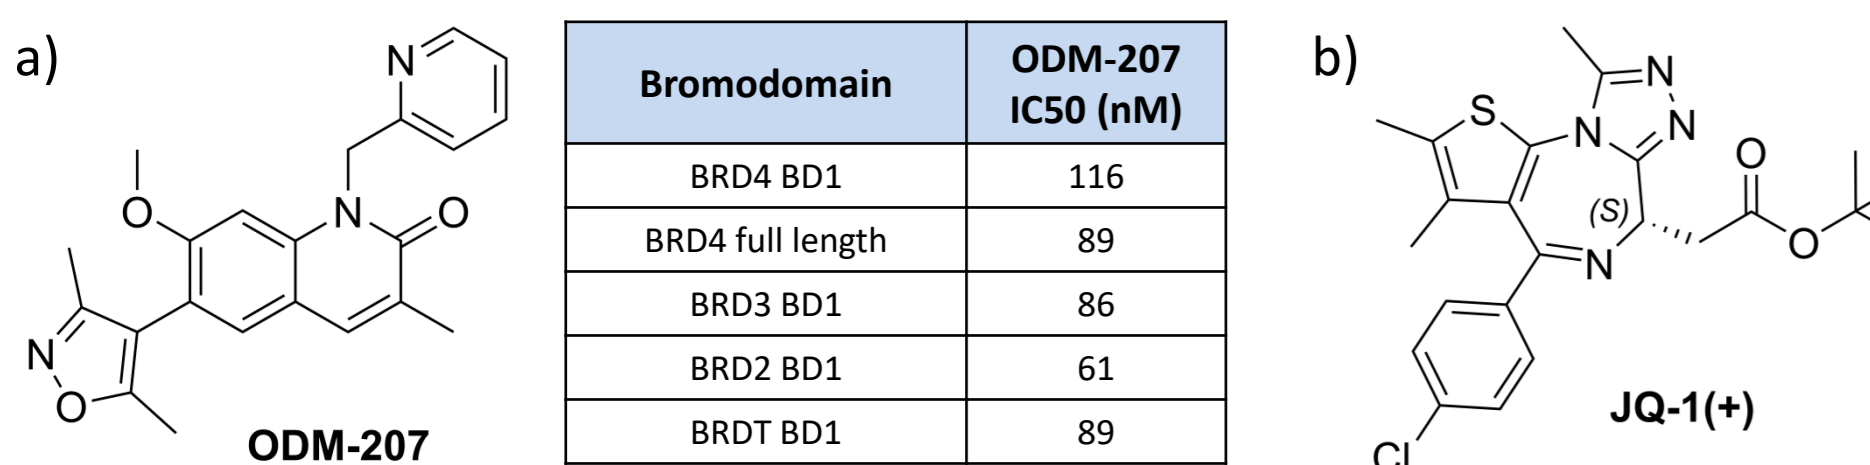 a)
N
O
N
O
N
O
ODM-207
Bromodomain
ODM-207
IC50 (nM)
BRD4 BD1
116
BRD4 full length
89
BRD3 BD1
86
BRD2 BD1
61
BRDT BD1
89
b)
S
N
N
N
O
(S)
N
O
Cl
JQ-1(+)